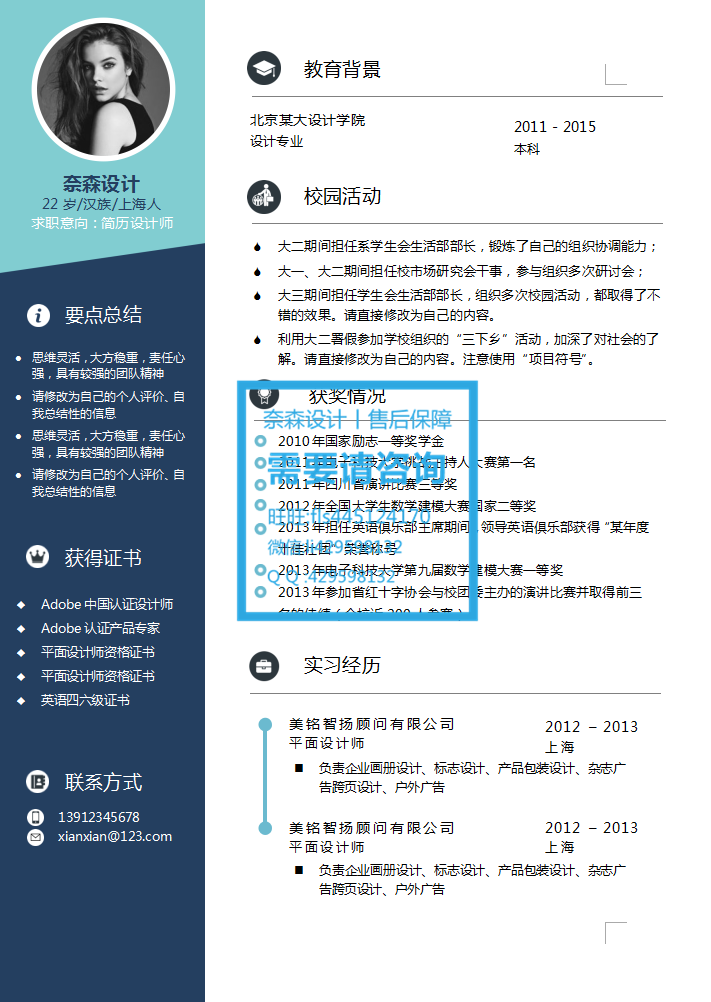 奈森设计
22 岁/汉族/上海人
求职意向：简历设计师
要点总结
思维灵活，大方稳重，责任心
强，具有较强的团队精神
请修改为自己的个人评价、自
我总结性的信息
思维灵活，大方稳重，责任心
强，具有较强的团队精神
请修改为自己的个人评价、自
我总结性的信息
获得证书
Adobe 中国认证设计师
Adobe 认证产品专家
平面设计师资格证书
平面设计师资格证书
英语四六级证书
联系方式
13912345678
xianxian@123.com
教育背景
北京某大设计学院
2011 - 2015
设计专业
本科
校园活动
大二期间担任系学生会生活部部长，锻炼了自己的组织协调能力；
大一、大二期间担任校市场研究会干事，参与组织多次研讨会；
大三期间担任学生会生活部部长，组织多次校园活动，都取得了不
错的效果。请直接修改为自己的内容。
利用大二署假参加学校组织的“三下乡”活动，加深了对社会的了
解。请直接修改为自己的内容。注意使用“项目符号”。
获奖情况
奈森设计丨售后保障
2010 年国家励志一等奖学金
2011 年电子科技大学挑战主持人大赛第一名
需要请咨询
2011 年四川省演讲比赛三等奖
2012 年全国大学生数学建模大赛国家二等奖
旺旺:fls445124170
2013 年担任英语俱乐部主席期间，领导英语俱乐部获得“某年度
十佳社团”荣誉称号
2013 年电子科技大学第九届数学建模大赛一等奖
QQ:429598132
2013 年参加省红十字协会与校团委主办的演讲比赛并取得前三
实习经历
美铭智扬顾问有限公司
2012 – 2013
平面设计师
上海
负责企业画册设计、标志设计、产品包装设计、杂志广
告跨页设计、户外广告
美铭智扬顾问有限公司
2012 – 2013
平面设计师
上海
负责企业画册设计、标志设计、产品包装设计、杂志广
告跨页设计、户外广告